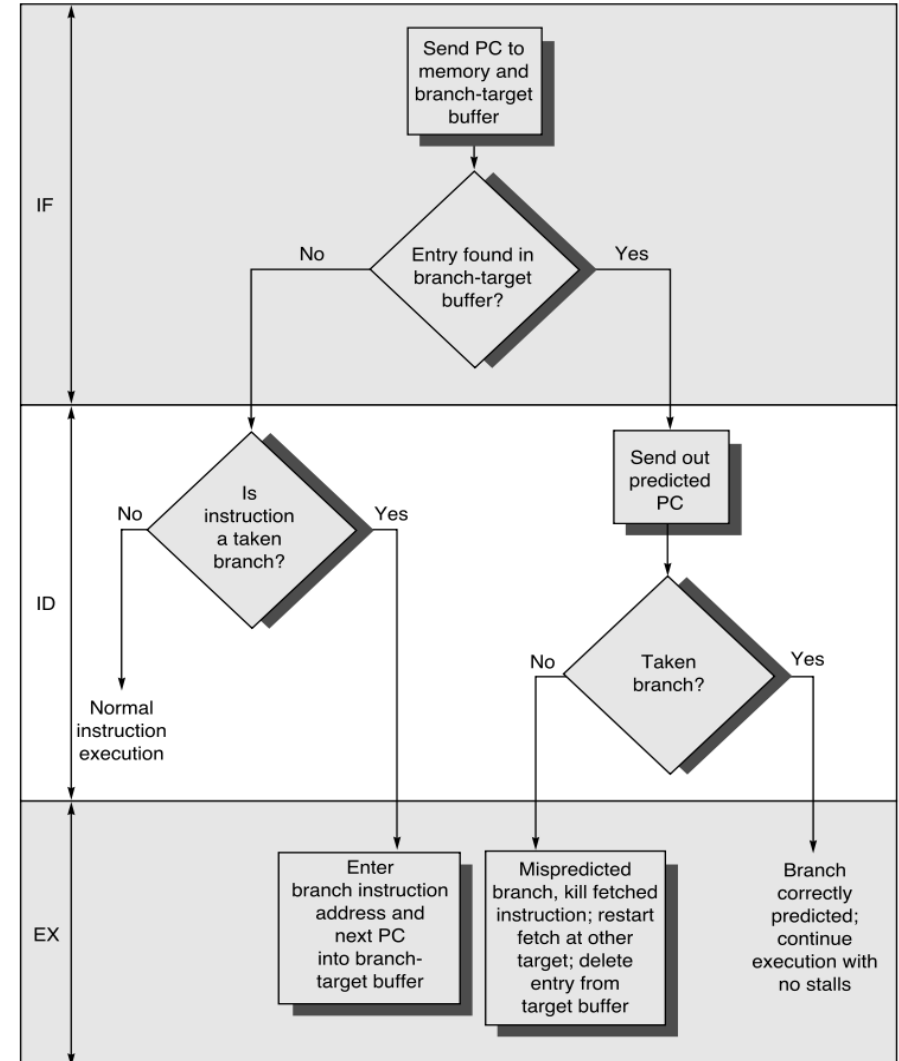 Send PC to
memory and
branch-target
buffer
IF
No
Entry found in
branch-target
buffer?
Yes
ID
No
Is
instruction
a taken
branch?
Yes
Send out
predicted
PC
No
Taken
branch?
Yes
Normal
instruction
execution
EX
Enter
branch instruction
address and
next PC
into branch-
target buffer
Mispredicted
branch, kill fetched
instruction; restart
fetch at other
target; delete
entry from
target buffer
Branch
correctly
predicted;
continue
execution with
no stalls